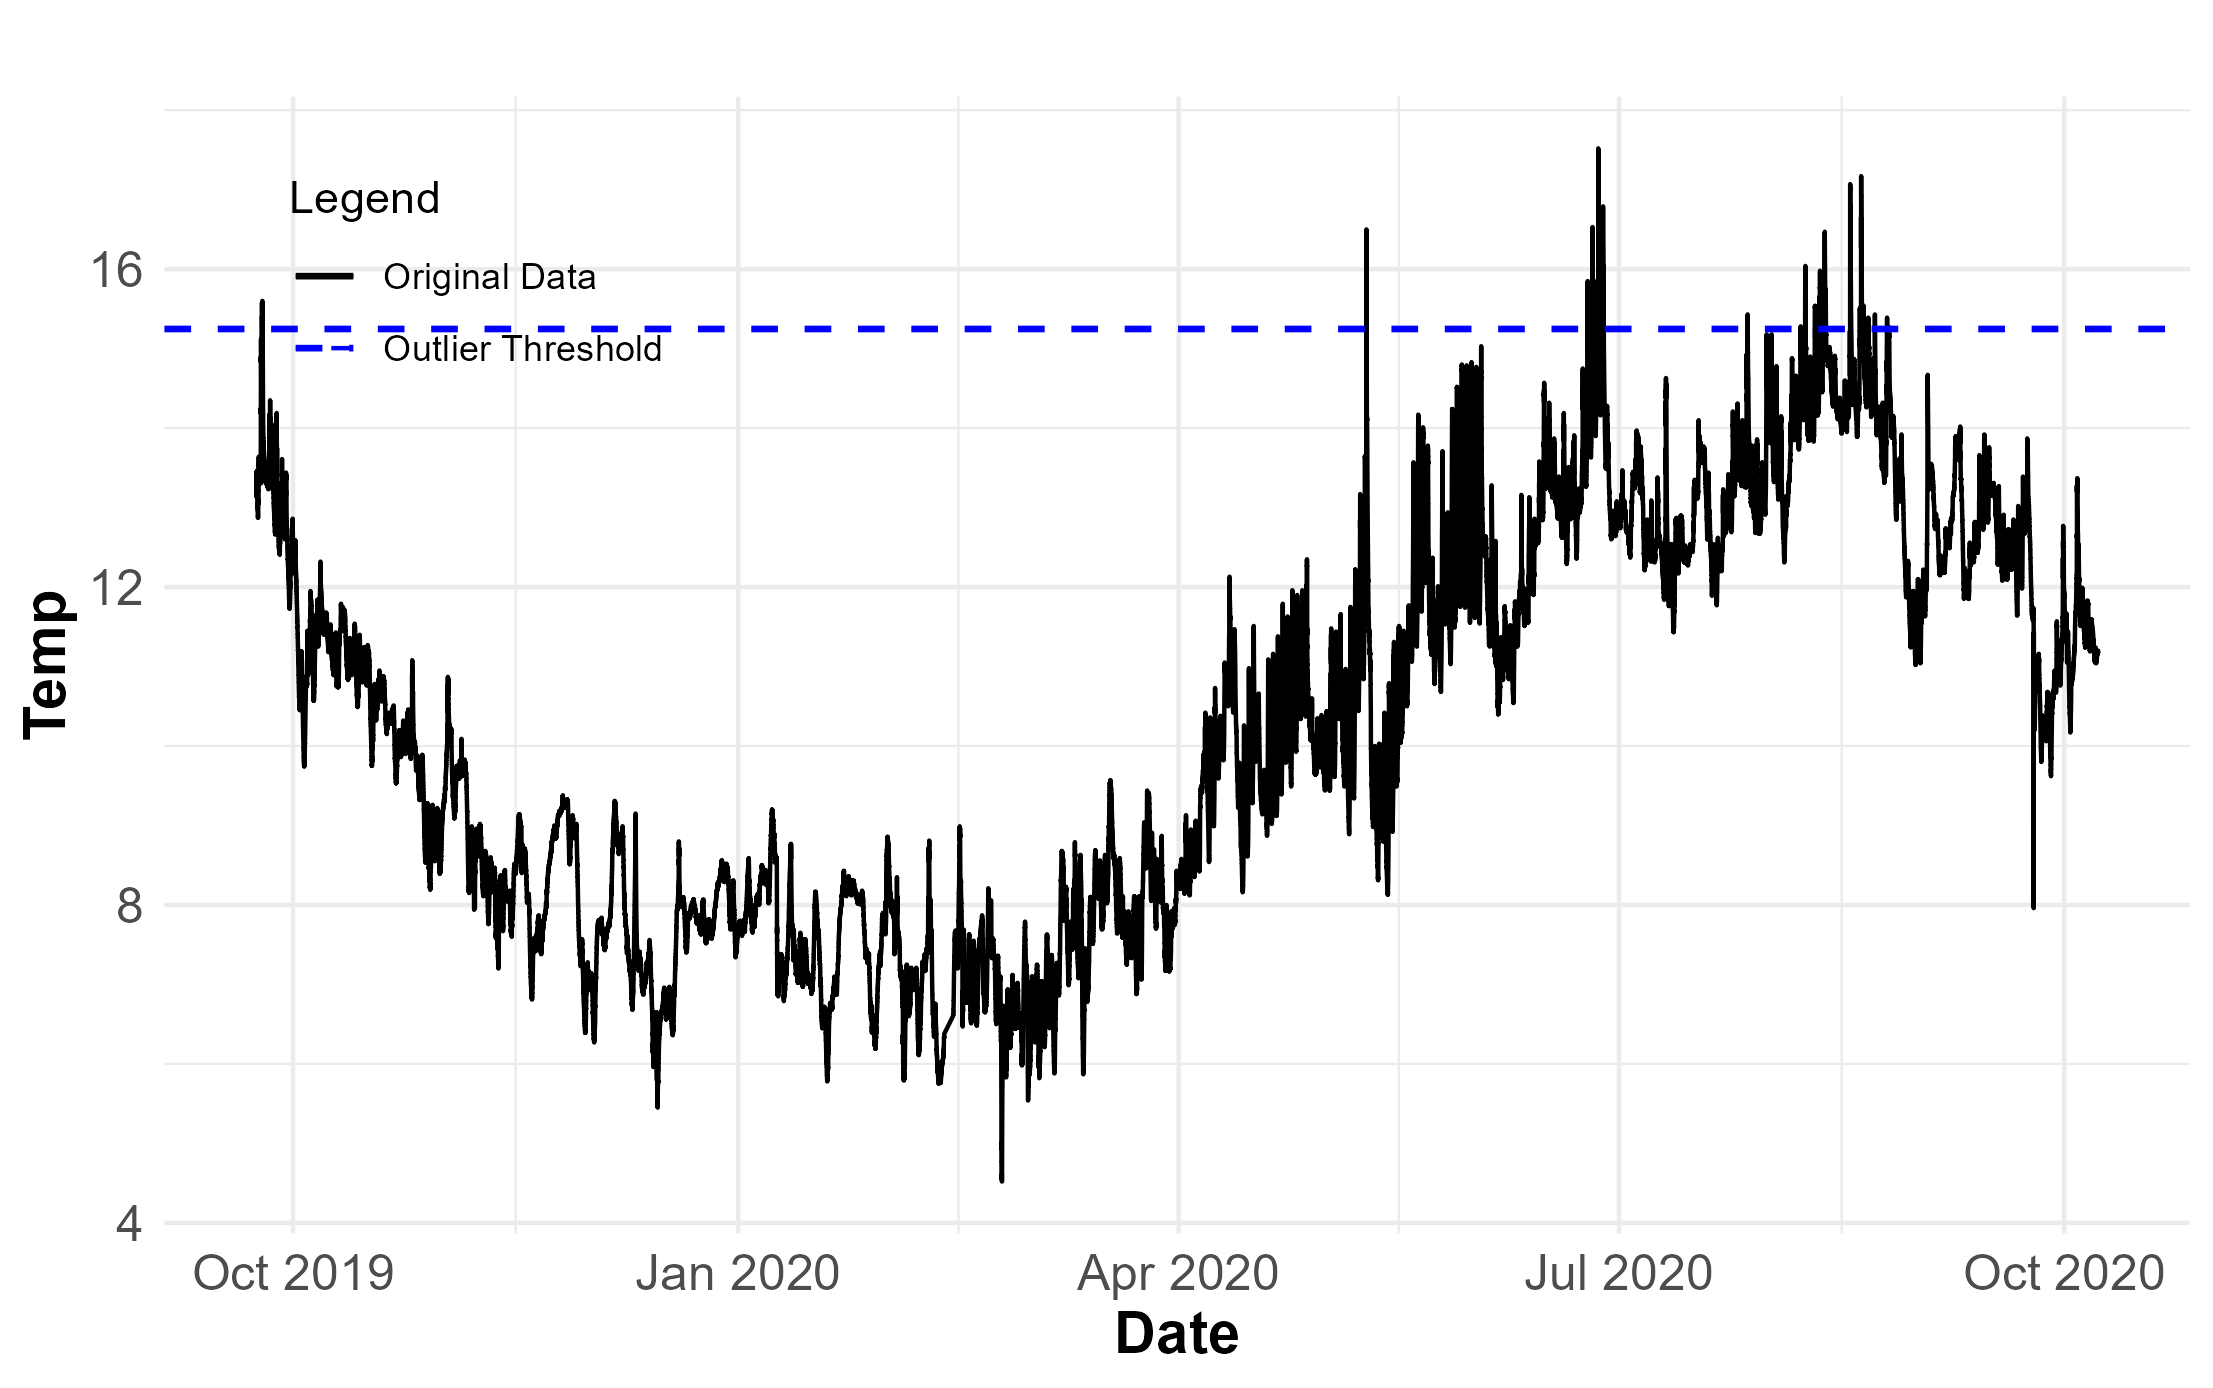 Legend
Original Data
Outlier Threshold
Temp
16
12
8
4
Oct 2019 Jan 2020 Apr 2020 Jul 2020 Oct 2020
Date